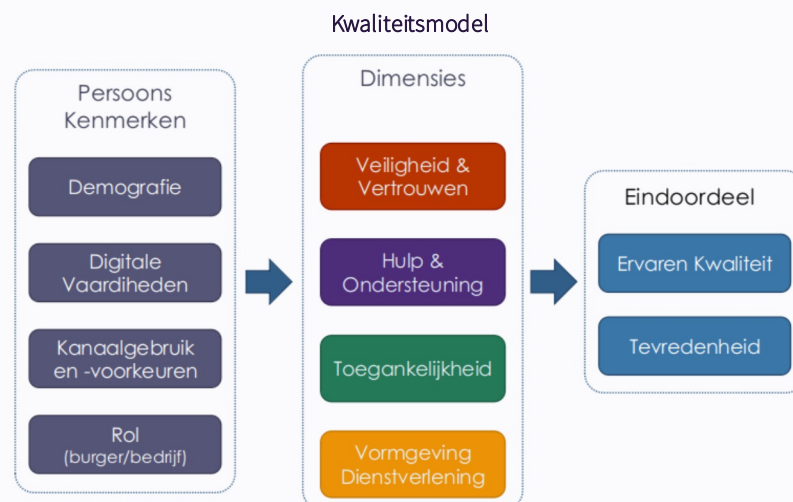 Kwaliteitsmodel
Persoons
Kenmerken
Demografie
Digitale
Vaardiheden
Kanaalgebruik
en -voorkeuren
Rol
(burger/bedrijf)
Dimensies
Veiligheid &
Vertrouwen
Hulp &
Ondersteuning
Toegankelijkheid
Vormgeving
Dienstverlening
Eindoordeel
Ervaren Kwaliteit
Tevredenheid